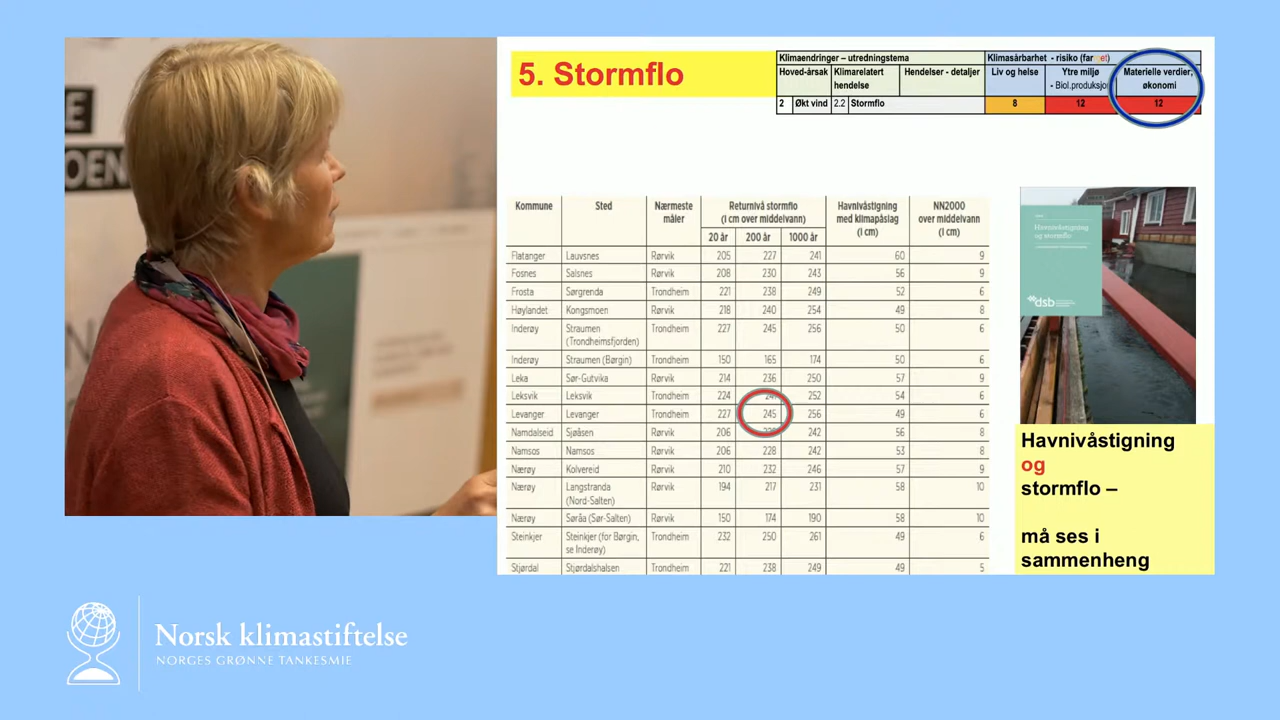 5. Stormflo
Klimaendringer – utredningstema
Klimasårbarhet - risiko (farget)
Hoved-årsak
Klimarelatert hendelse
Hendelser - detaljer
Liv og helse
Ytre miljø
- Biol.produksjo
Materielle verdier,
økonomi
2 Økt vind 2.2 Stormflo 8 12 12
Kommune Sted Nærmeste måler Returnivå stormflo (i cm over middelvann) Havnivåstigning med klimapåslag (i cm) NN2000 over middelvann (i cm)
20 år 200 år 1000 år
Flatanger Lauvsnes Rørvik 205 227 241 60 9
Fosnes Salsnes Rørvik 208 230 243 56 9
Frosta Sørgrenda Trondheim 221 238 249 52 6
Høylandet Kongsmoen Rørvik 218 240 254 49 8
Inderøy Straumen (Trondheimsfjorden) Trondheim 227 245 256 50 6
Inderøy Straumen (Børgin) Trondheim 150 165 174 50 6
Leka Sør-Gutvika Rørvik 214 236 250 57 9
Leksvik Leksvik Trondheim 224 252 54 6
Levanger Levanger Trondheim 227 245 256 49 6
Namdalseid Sjøåsen Rørvik 206 242 56 8
Namsos Namsos Rørvik 206 228 242 53 8
Nærøy Kolvereid Rørvik 210 232 246 57 9
Nærøy Langstranda (Nord-Salten) Rørvik 194 217 231 58 10
Nærøy Søråa (Sør-Salten) Rørvik 150 174 190 58 10
Steinkjer Steinkjer (for Børgin, se Inderøy) Trondheim 232 250 261 49 6
Stjørdal Stjørdalshalsen Trondheim 221 238 249 49 5
Havnivåstigning
og stormflo
dsb
Havnivåstigning
og
stormflo –
må ses i
sammenheng
Norsk klimastiftelse
NORGES GRØNNE TANKESMIE